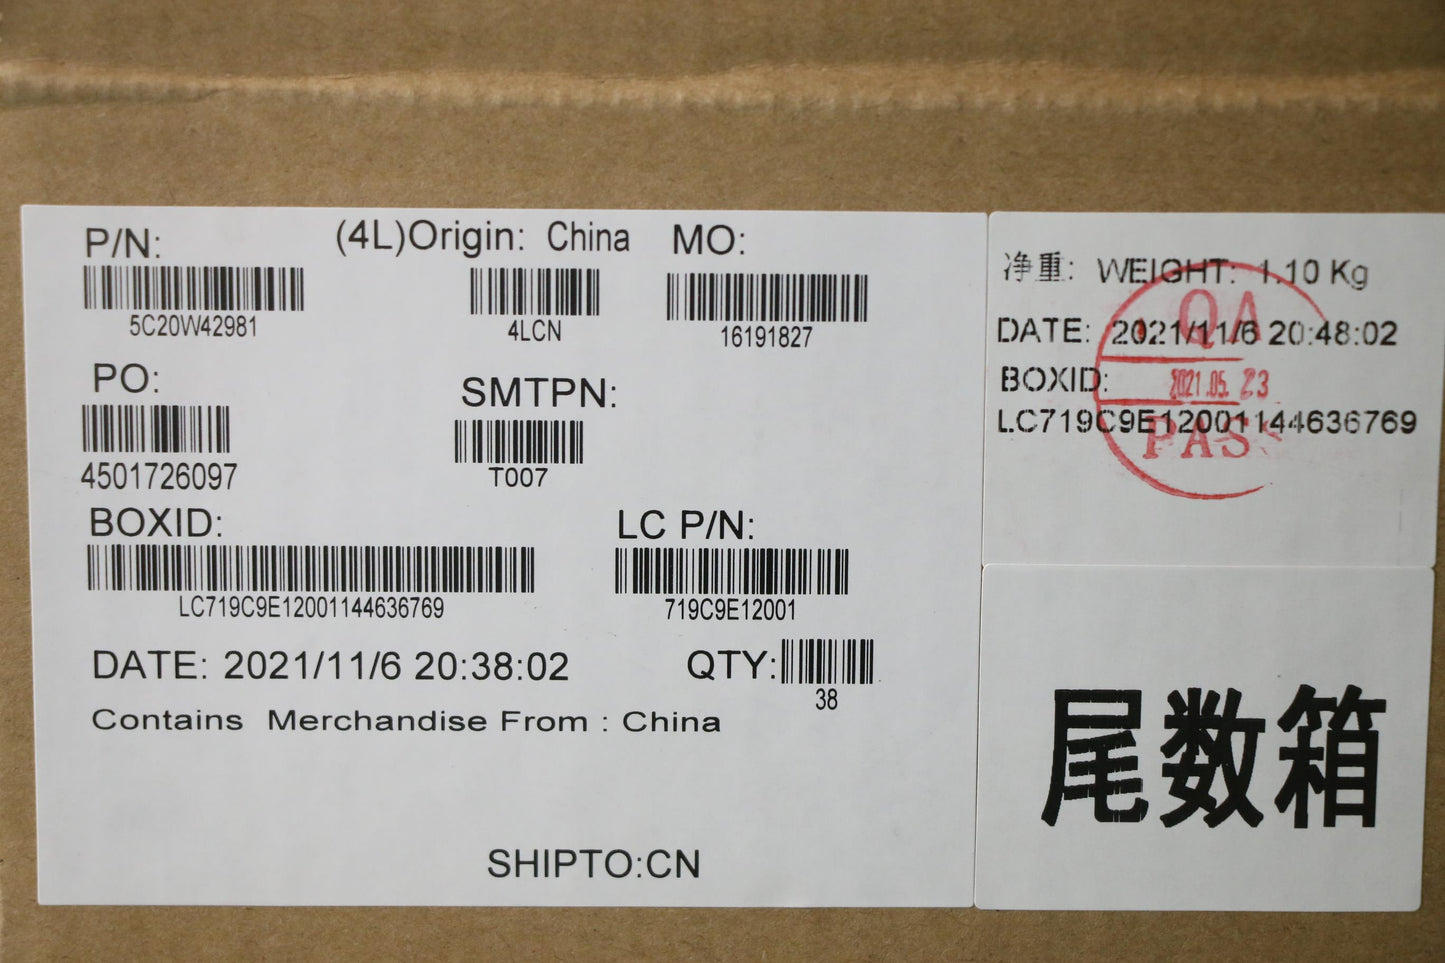 P/N:
5C20W42981
(4L)Origin: China
4LCN
MO:
16191827
PO:
4501726097
SMTPN:
T007
BOXID:
LC719C9E12001144636769
LC P/N:
719C9E12001
DATE: 2021/11/6 20:38:02
QTY:
38
Contains Merchandise From : China
SHIPTO:CN
净重: WEIGHT: 1.10 Kg
DATE: 2021/11/6 20:48:02
BOXID:
LC719C9E12001144636769
QA
2021.05. 23
PASS
尾数箱